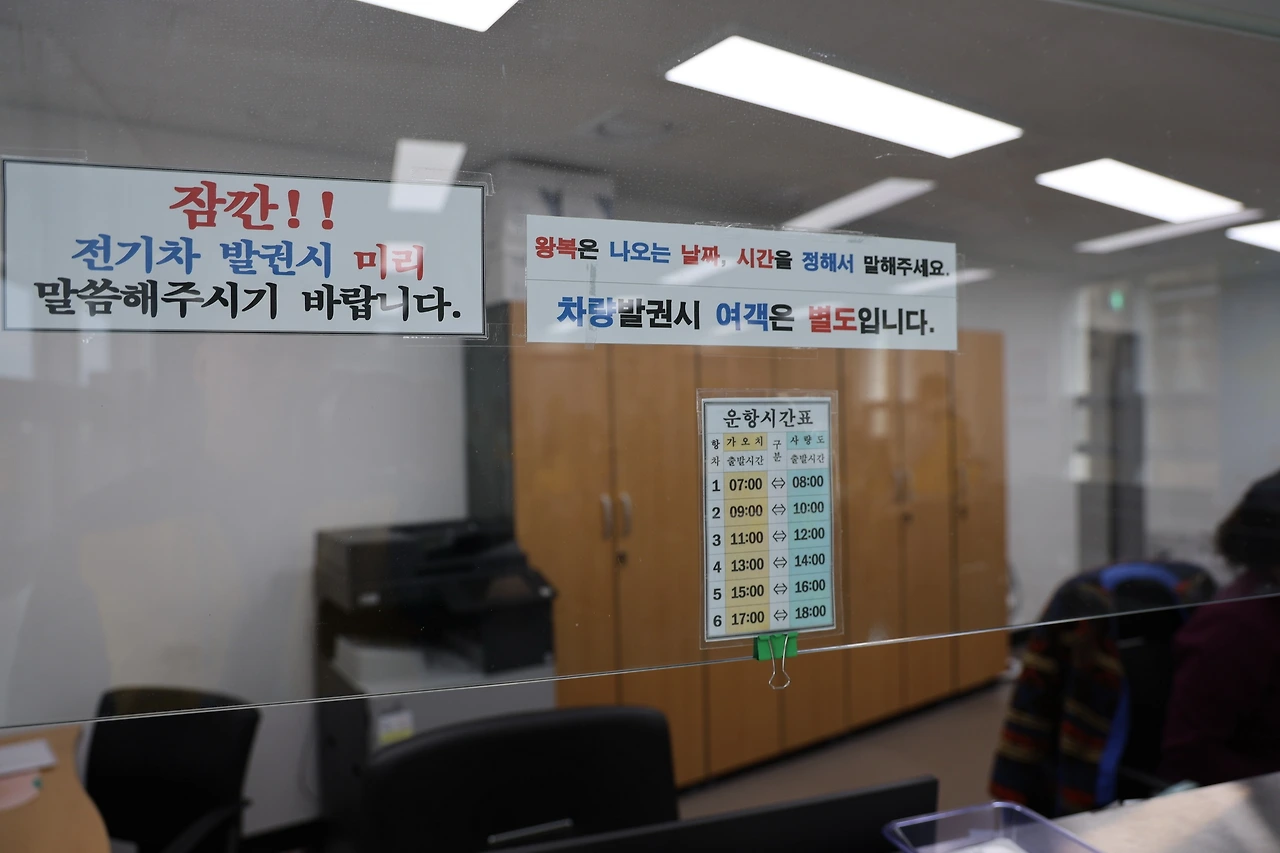 잠깐!!
전기차 발권시 미리
말씀해주시기 바랍니다.
왕복은 나오는 날짜, 시간을 정해서 말해주세요.
차량발권시 여객은 별도입니다.
운항시간표
항차 가오치 구분 사량도
출발시간 출발시간
1 07:00 ⇔ 08:00
2 09:00 ⇔ 10:00
3 11:00 ⇔ 12:00
4 13:00 ⇔ 14:00
5 15:00 ⇔ 16:00
6 17:00 ⇔ 18:00